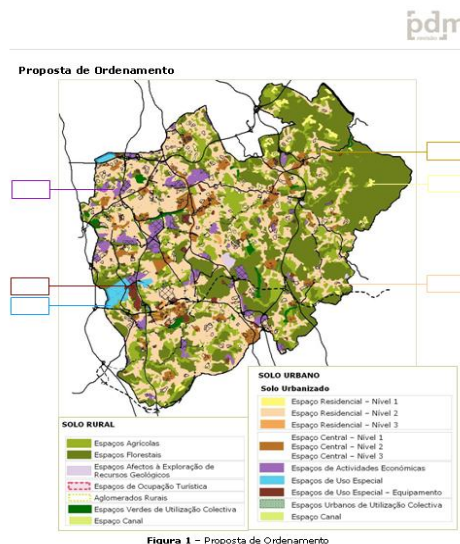 pdm
Proposta de Ordenamento
SOLO RURAL
Espaços Agrícolas
Espaços Florestais
Espaços Afectos à Exploração de
Recursos Geológicos
Espaços de Ocupação Turística
Aglomerados Rurais
Espaços Verdes de Utilização Colectiva
Espaço Canal
SOLO URBANO
Solo Urbanizado
Espaço Residencial – Nível 1
Espaço Residencial – Nível 2
Espaço Residencial – Nível 3
Espaço Central – Nível 1
Espaço Central – Nível 2
Espaço Central – Nível 3
Espaços de Actividades Económicas
Espaços de Uso Especial
Espaços de Uso Especial – Equipamento
Espaços Urbanos de Utilização Colectiva
Espaço Canal
Figura 1 – Proposta de Ordenamento